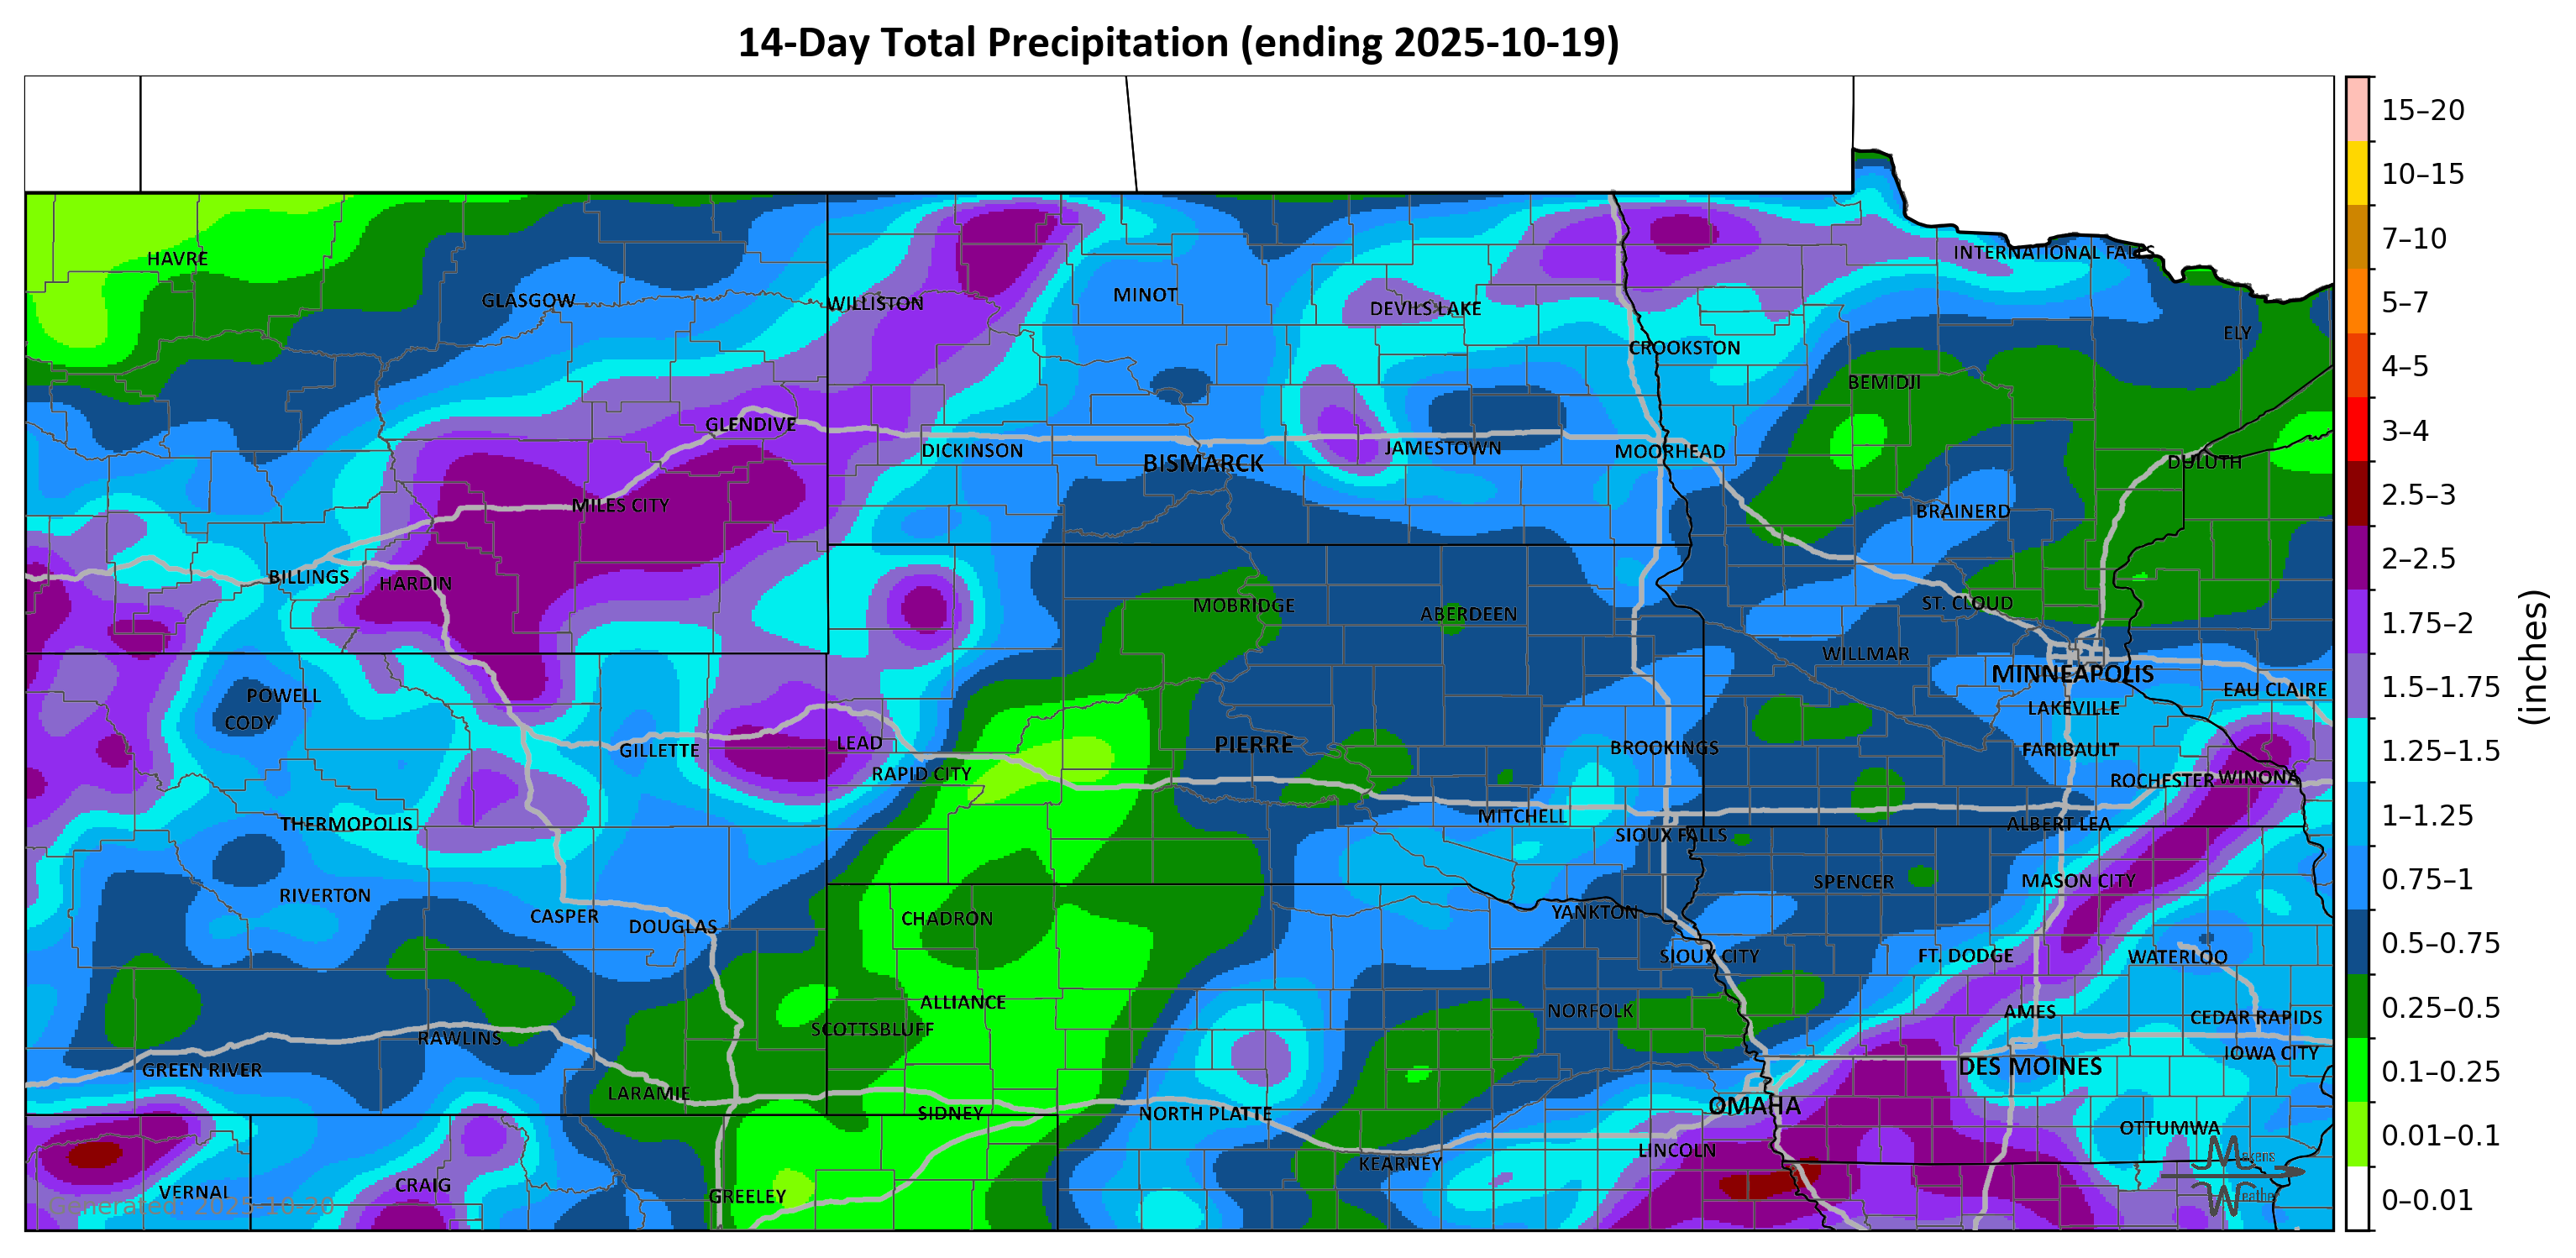 14-Day Total Precipitation (ending 2025-10-19)
HAVRE
GLASGOW
WILLISTON
MINOT
DEVILS LAKE
INTERNATIONAL FALLS
ELY
CROOKSTON
BEMIDJI
GLENDIVE
DICKINSON
BISMARCK
JAMESTOWN
MOORHEAD
DULUTH
MILES CITY
BRAINERD
BILLINGS
HARDIN
MOBRIDGE
ABERDEEN
ST. CLOUD
WILLMAR
MINNEAPOLIS
POWELL
CODY
EAU CLAIRE
LAKEVILLE
GILLETTE
LEAD
RAPID CITY
PIERRE
BROOKINGS
FARIBAULT
ROCHESTER
WINONA
THERMOPOLIS
MITCHELL
SIOUX FALLS
ALBERT LEA
RIVERTON
CASPER
DOUGLAS
CHADRON
YANKTON
SPENCER
MASON CITY
SIOUX CITY
FT. DODGE
WATERLOO
ALLIANCE
SCOTTSBLUFF
NORFOLK
AMES
CEDAR RAPIDS
RAWLINS
GREEN RIVER
IOWA CITY
DES MOINES
LARAMIE
SIDNEY
NORTH PLATTE
OMAHA
OTTUMWA
LINCOLN
KEARNEY
VERNAL
CRAIG
GREELEY
Generated: 2025-10-20
Makens
Weather
15–20
10–15
7–10
5–7
4–5
3–4
2.5–3
2–2.5
1.75–2
1.5–1.75
1.25–1.5
1–1.25
0.75–1
0.5–0.75
0.25–0.5
0.1–0.25
0.01–0.1
0–0.01
(inches)